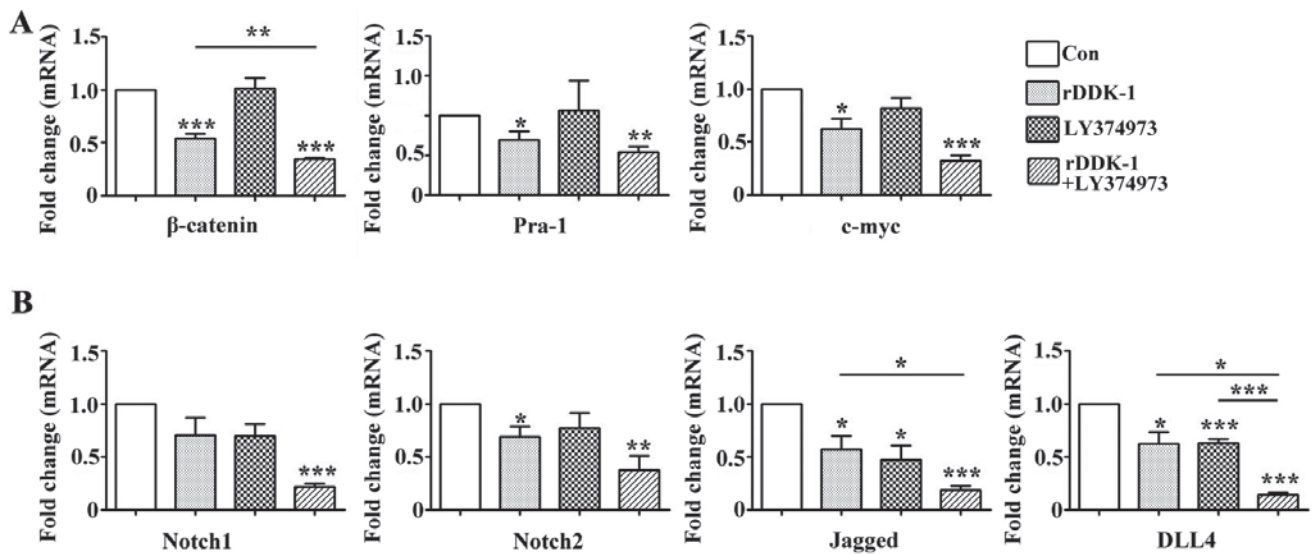 A
Fold change (mRNA)
1.5
1.0
0.5
0
**
***
***
β-catenin
Fold change (mRNA)
1.5
1.0
0.5
0
*
**
Pra-1
Fold change (mRNA)
1.5
1.0
0.5
0
*
***
c-myc
Con
rDDK-1
LY374973
rDDK-1
+LY374973
B
Fold change (mRNA)
1.5
1.0
0.5
0
***
Notch1
Fold change (mRNA)
1.5
1.0
0.5
0
*
**
Notch2
Fold change (mRNA)
1.5
1.0
0.5
0
*
*
*
***
Jagged
Fold change (mRNA)
1.5
1.0
0.5
0
*
***
*
***
***
DLL4